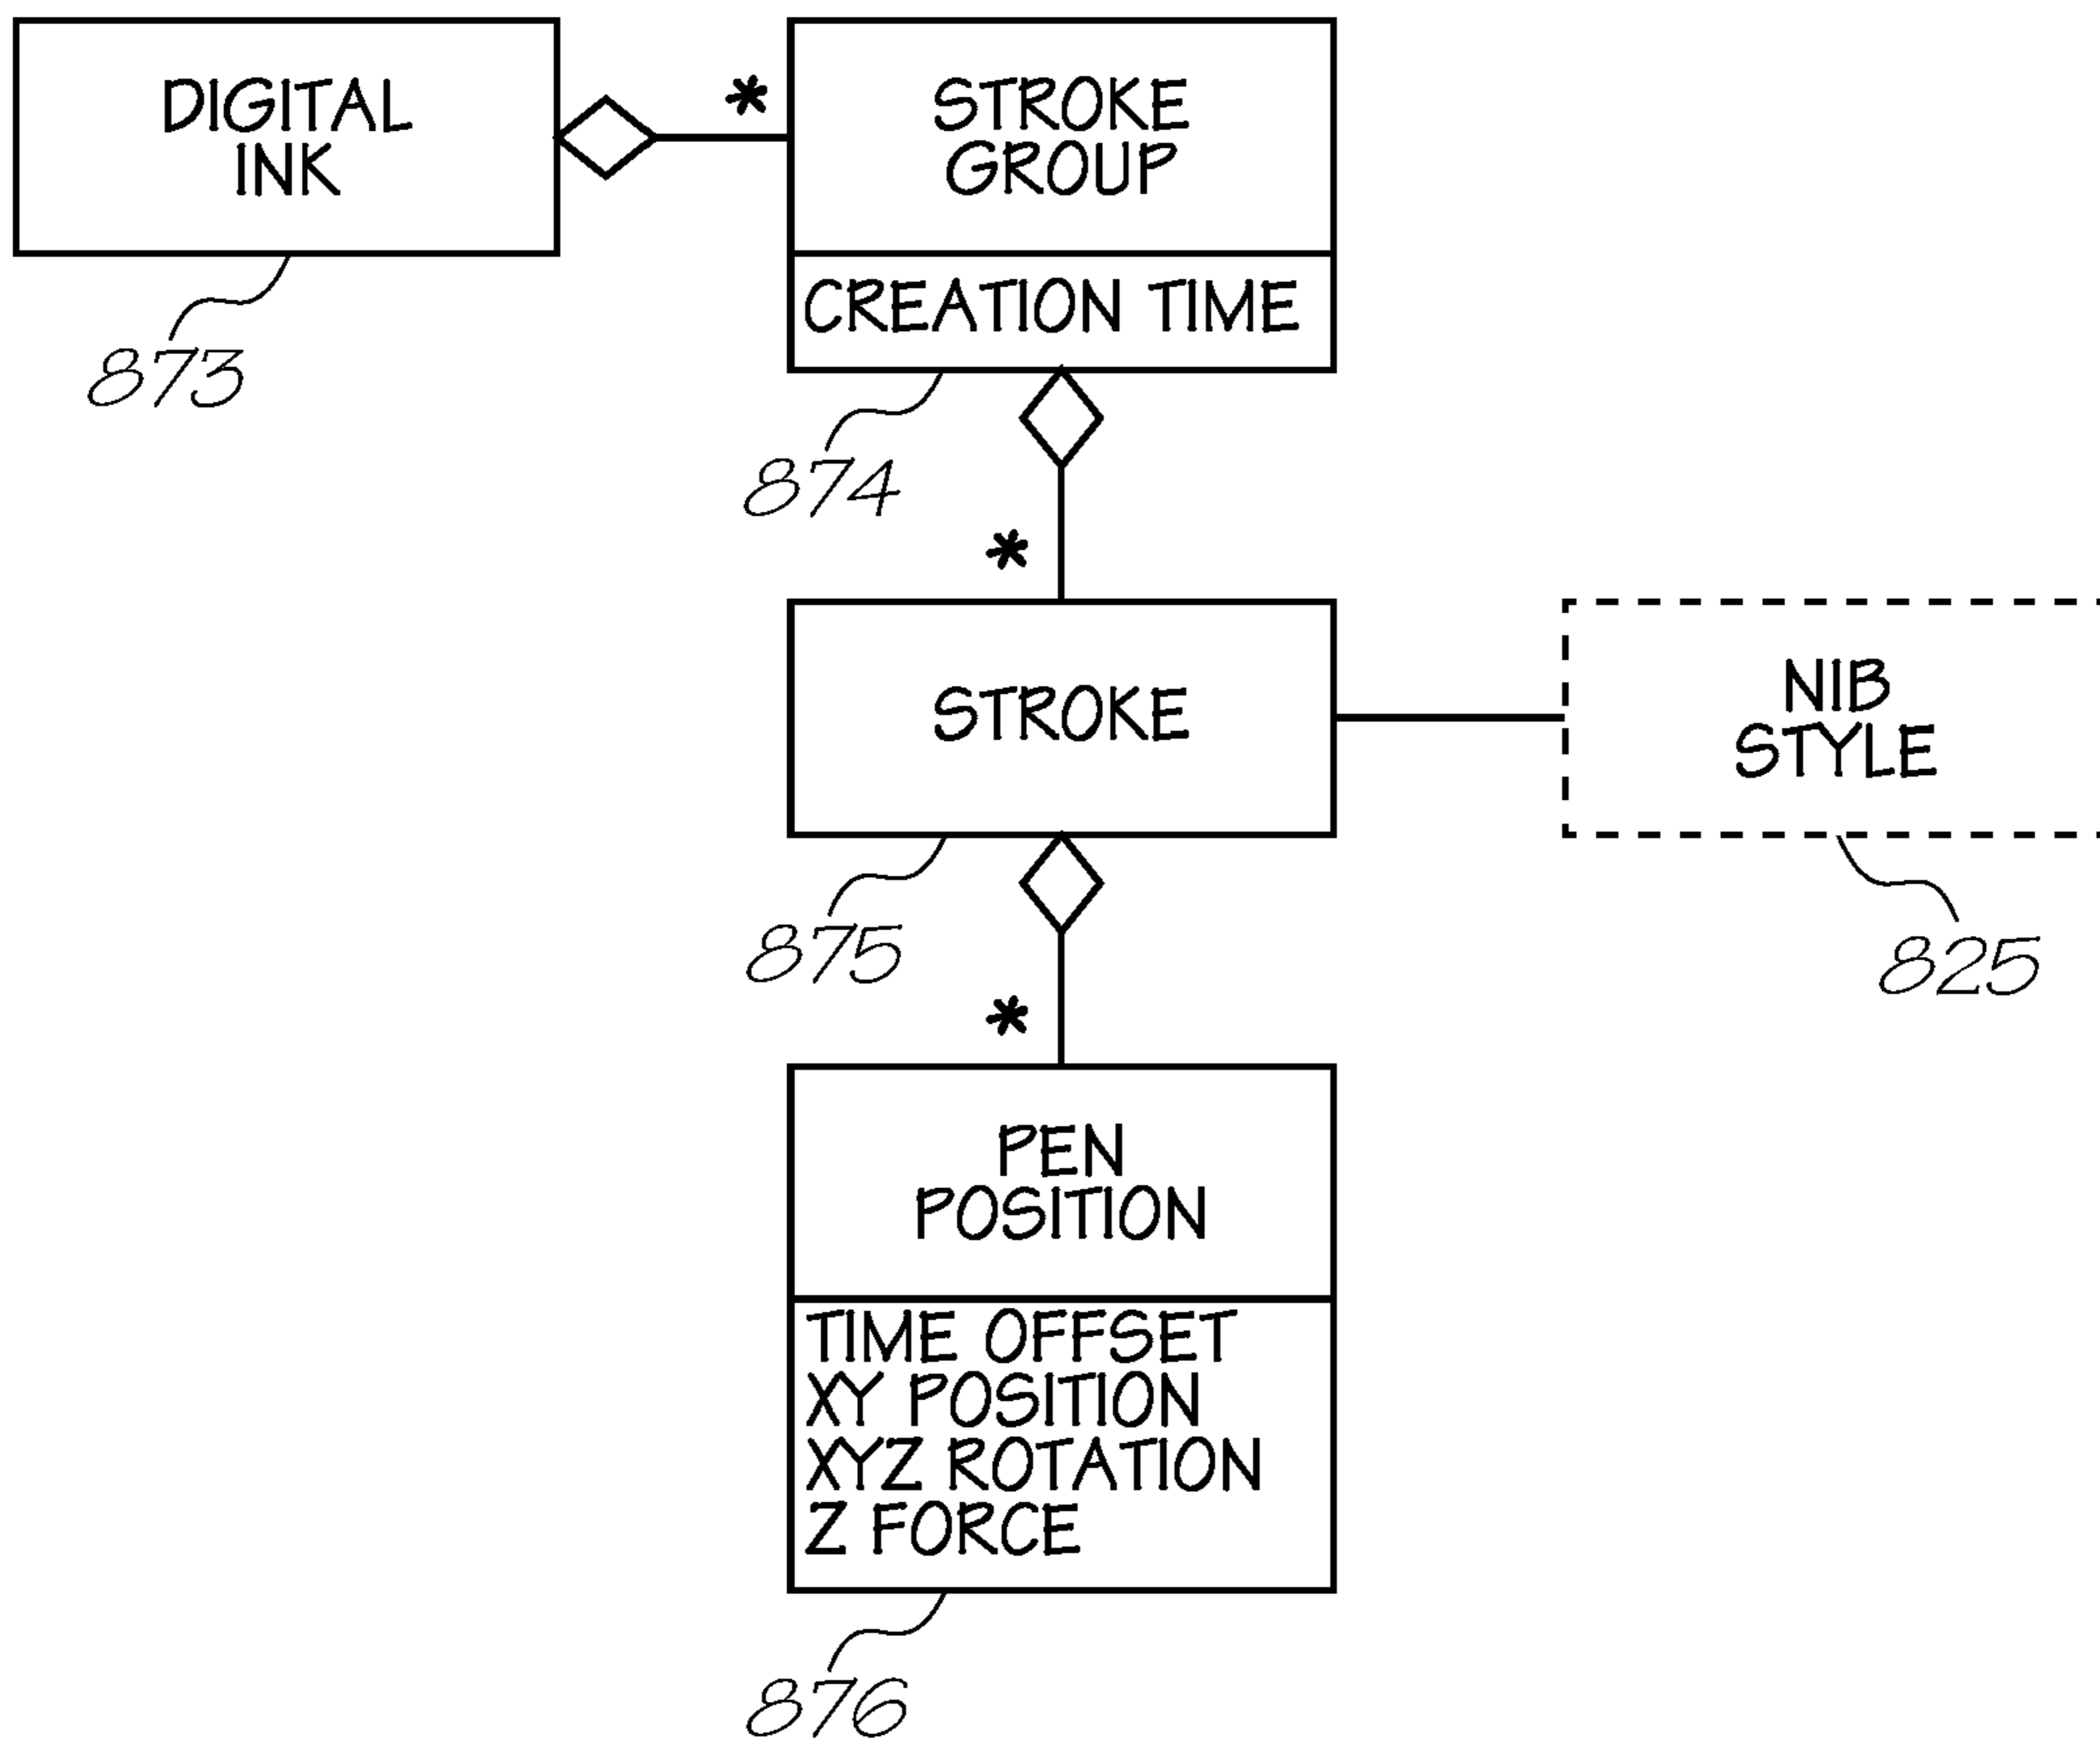 DIGITAL
INK
*
STROKE
GROUP
CREATION TIME
873
874
*
STROKE
NIB
STYLE
875
825
*
PEN
POSITION
TIME OFFSET
XY POSITION
XYZ ROTATION
Z FORCE
876